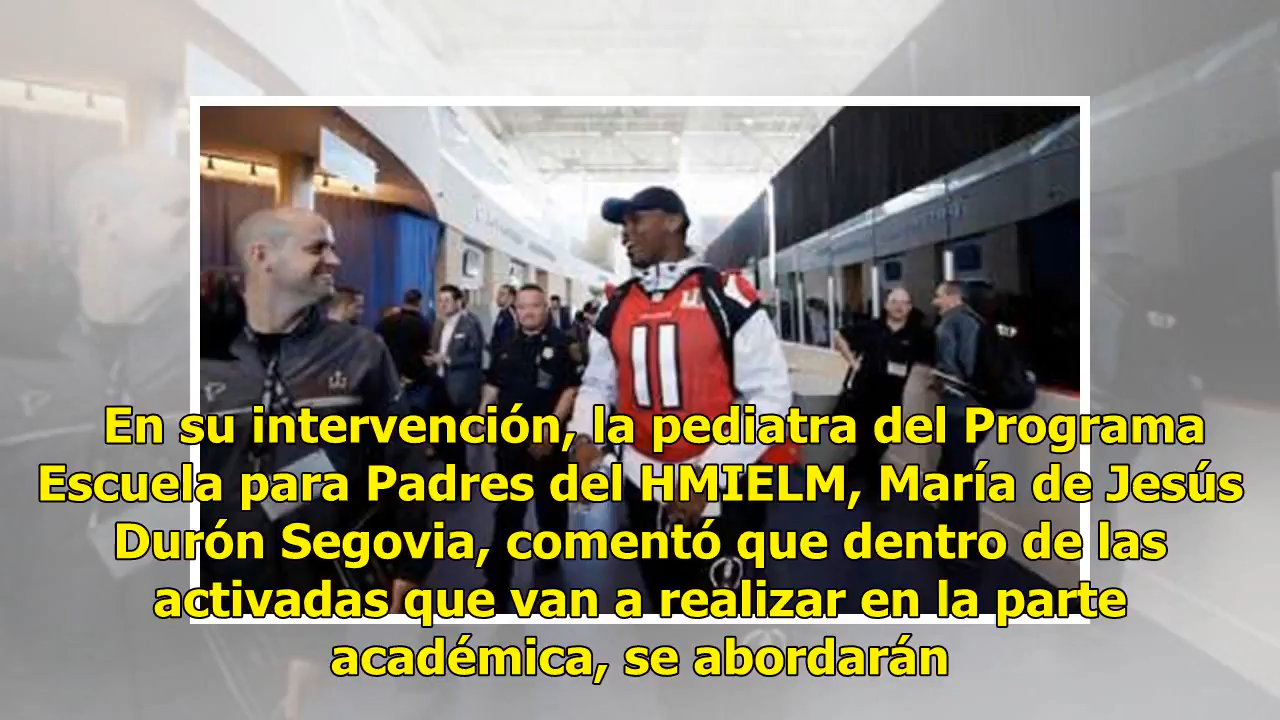 11
En su intervención, la pediatra del Programa
Escuela para Padres del HMIELM, María de Jesús
Durón Segovia, comentó que dentro de las
activadas que van a realizar en la parte
académica, se abordarán